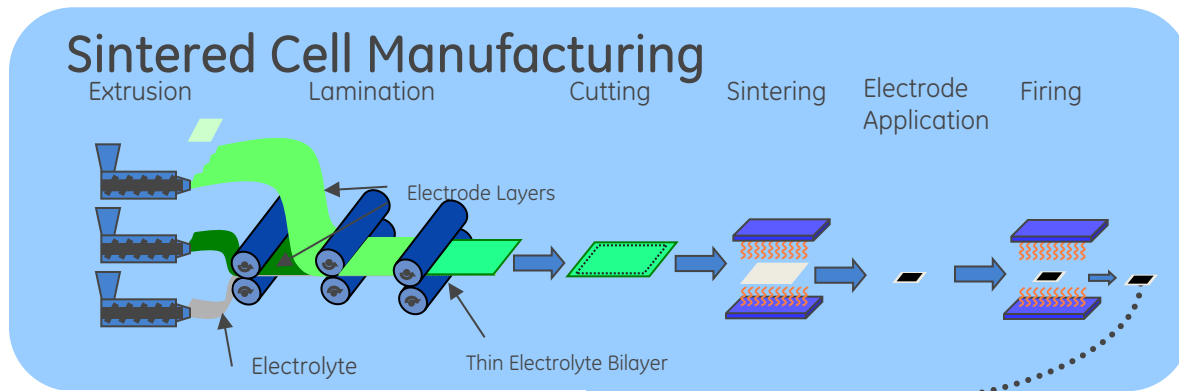 Sintered Cell Manufacturing
Extrusion
Lamination
Cutting
Sintering
Electrode
Application
Firing
Electrode Layers
Electrolyte
Thin Electrolyte Bilayer